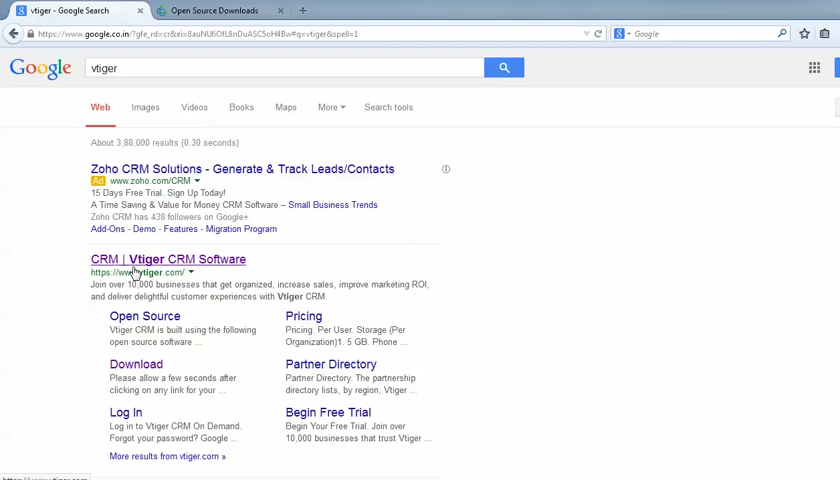 vtiger - Google Search
Open Source Downloads
https://www.google.co.in/?gfe_rd=cr&ei=8auNU6OfL8nDuASC5oH4Bw#q=vtiger&spell=1
Google
Google
vtiger
Web Images Videos Books Maps More Search tools
About 3,88,000 results (0.30 seconds)
Zoho CRM Solutions - Generate & Track Leads/Contacts
Ad www.zoho.com/CRM
15 Days Free Trial. Sign Up Today!
A Time Saving & Value for Money CRM Software – Small Business Trends
Zoho CRM has 438 followers on Google+
Add-Ons - Demo - Features - Migration Program
CRM | Vtiger CRM Software
https://www.vtiger.com/
Join over 10,000 businesses that get organized, increase sales, improve marketing ROI,
and deliver delightful customer experiences with Vtiger CRM.
Open Source
Vtiger CRM is built using the following
open source software ...
Pricing
Pricing. Per User. Storage (Per
Organization)1. 5 GB. Phone ...
Download
Please allow a few seconds after
clicking on any link for your ...
Partner Directory
Partner Directory. The partnership
directory lists, by region, Vtiger ...
Log In
Log in to Vtiger CRM On Demand.
Forgot your password? Google ...
Begin Free Trial
Begin Your Free Trial. Join over
10,000 businesses that trust Vtiger ...
More results from vtiger.com »